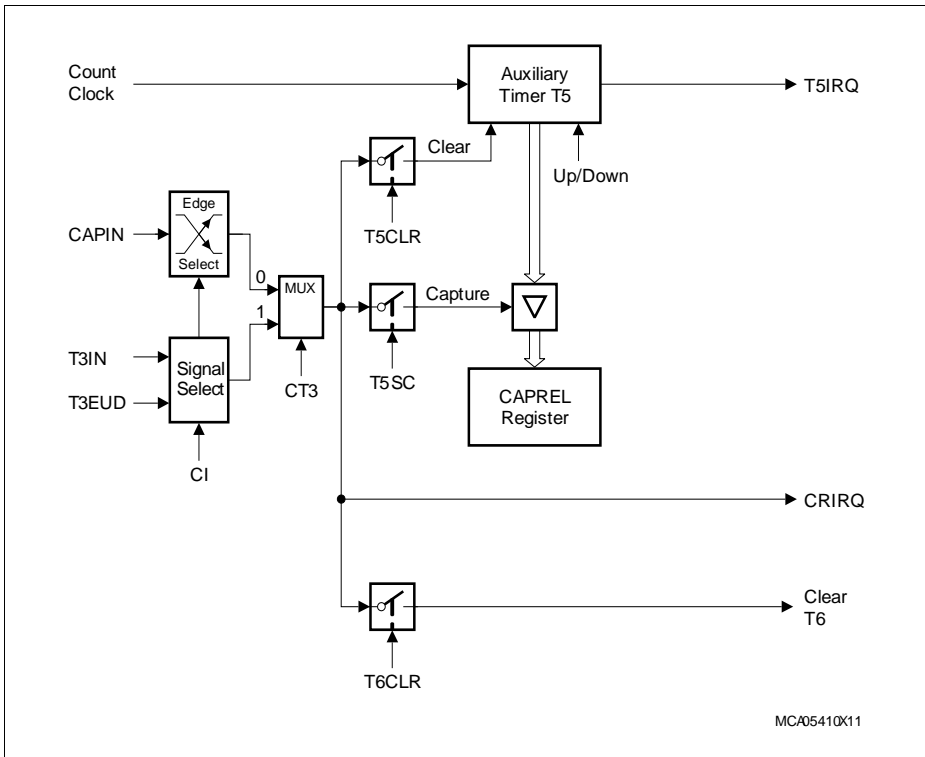 Count
Clock
Auxiliary
Timer T5
T5IRQ
Clear
Up/Down
T5CLR
Edge
Select
CAPIN
0
1
MUX
Capture
T3IN
T3EUD
Signal
Select
CT3
T5SC
CAPREL
Register
CI
CRIRQ
Clear
T6
T6CLR
MCA05410X11